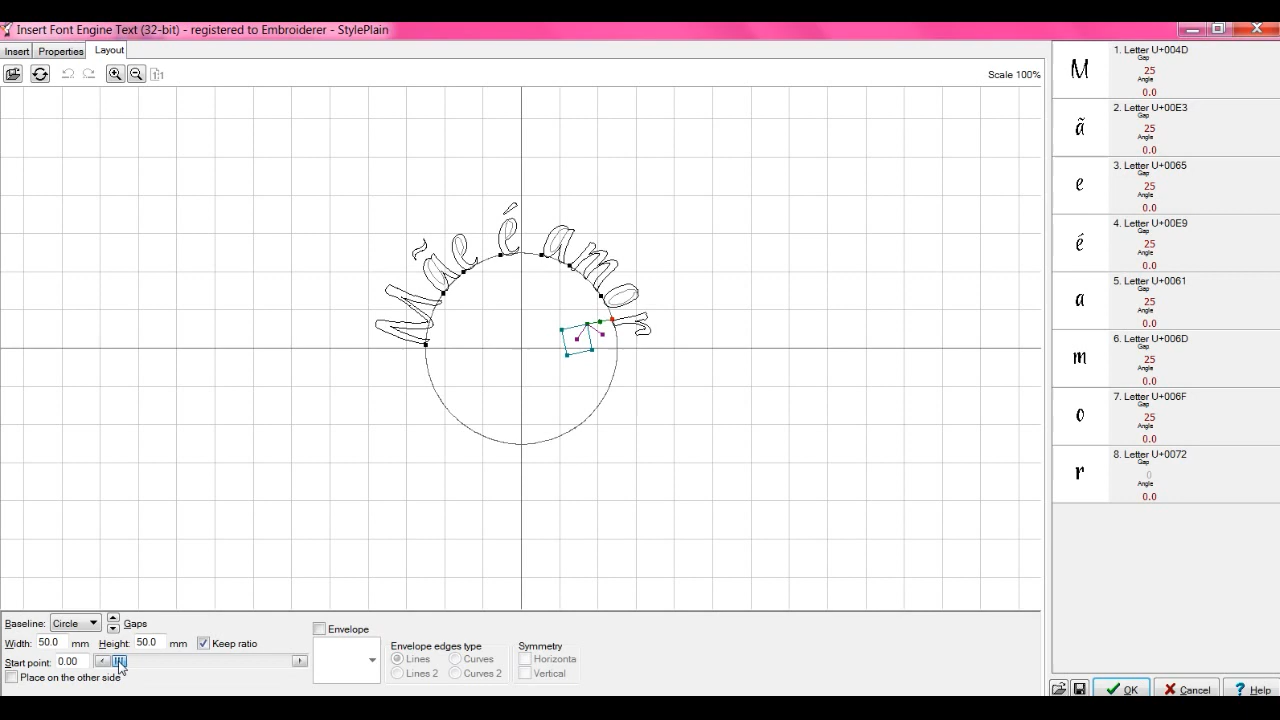 Insert Font Engine Text (32-bit) - registered to Embroiderer - StylePlain
Insert Properties Layout
1:1 Scale 100%
Mãe é amor
M 1. Letter U+004D
Gap
25
Angle
0.0
ã 2. Letter U+00E3
Gap
25
Angle
0.0
e 3. Letter U+0065
Gap
25
Angle
0.0
é 4. Letter U+00E9
Gap
25
Angle
0.0
a 5. Letter U+0061
Gap
25
Angle
0.0
m 6. Letter U+006D
Gap
25
Angle
0.0
o 7. Letter U+006F
Gap
25
Angle
0.0
r 8. Letter U+0072
Gap
0
Angle
0.0
Baseline: Circle Gaps
Width: 50.0 mm Height: 50.0 mm Keep ratio
Start point: 0.00
Place on the other side
Envelope
Envelope edges type
Lines Curves
Lines 2 Curves 2
Symmetry
Horizonta
Vertical
OK Cancel Help